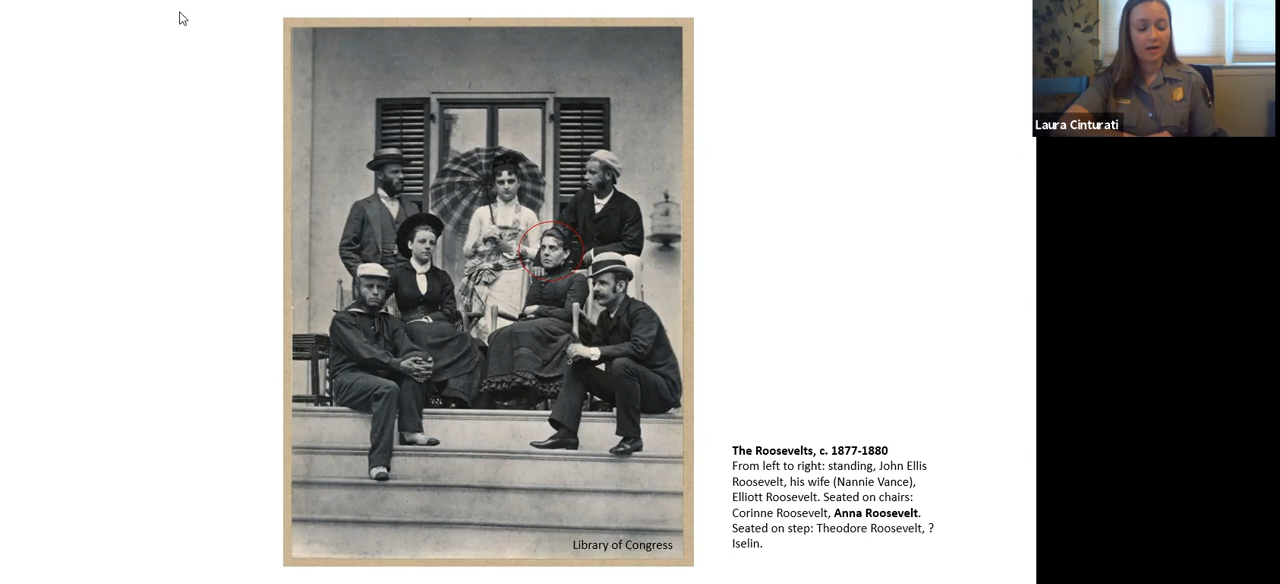 Laura Cinturati
The Roosevelts, c. 1877-1880
From left to right: standing, John Ellis
Roosevelt, his wife (Nannie Vance),
Elliott Roosevelt. Seated on chairs:
Corinne Roosevelt, Anna Roosevelt.
Seated on step: Theodore Roosevelt, ?
Iselin.
Library of Congress